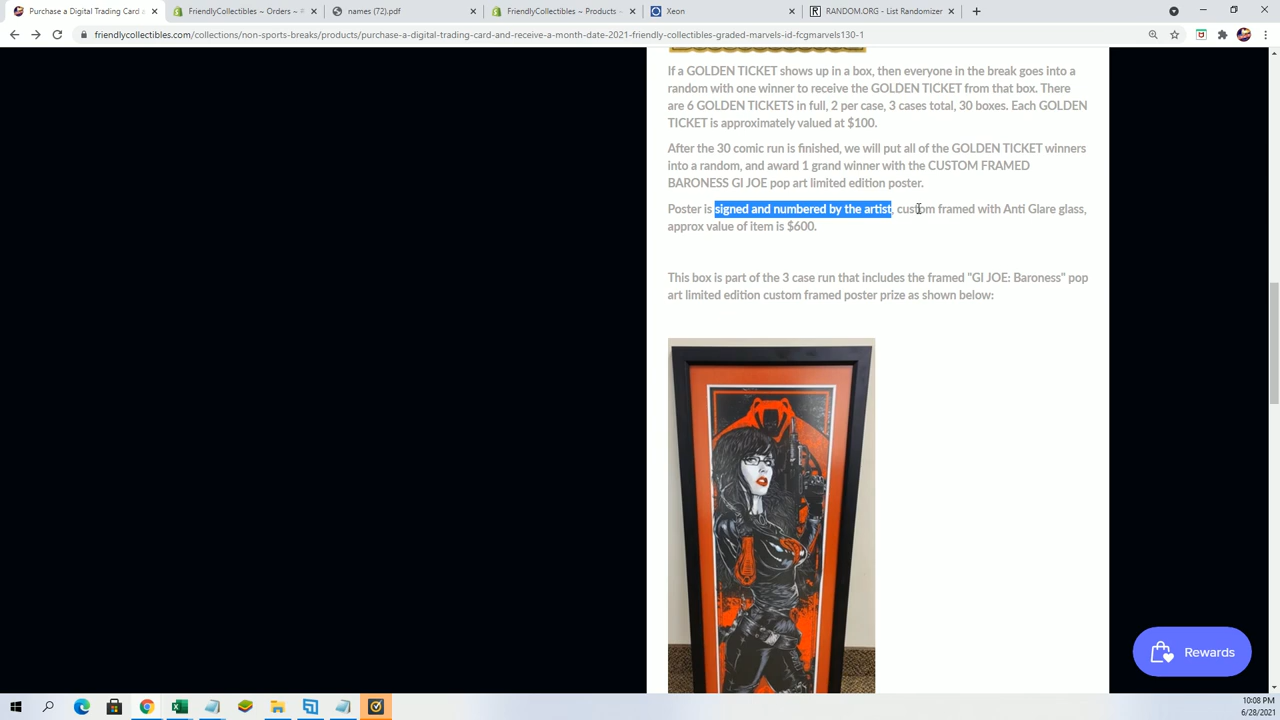 Purchase a Digital Trading Card a
FriendlyCollectibles ~ Orders ~ F
names (72).pdf
FriendlyCollectibles ~ Products ~
Xeon
RANDOM.ORG - List Randomizer
friendlycollectibles.com/collections/non-sports-breaks/products/purchase-a-digital-trading-card-and-receive-a-month-date-2021-friendly-collectibles-graded-marvels-id-fcgmarvels130-1
If a GOLDEN TICKET shows up in a box, then everyone in the break goes into a
random with one winner to receive the GOLDEN TICKET from that box. There
are 6 GOLDEN TICKETS in full, 2 per case, 3 cases total, 30 boxes. Each GOLDEN
TICKET is approximately valued at $100.
After the 30 comic run is finished, we will put all of the GOLDEN TICKET winners
into a random, and award 1 grand winner with the CUSTOM FRAMED
BARONESS GI JOE pop art limited edition poster.
Poster is signed and numbered by the artist, custom framed with Anti Glare glass,
approx value of item is $600.
This box is part of the 3 case run that includes the framed "GI JOE: Baroness" pop
art limited edition custom framed poster prize as shown below:
Rewards
10:08 PM
6/28/2021